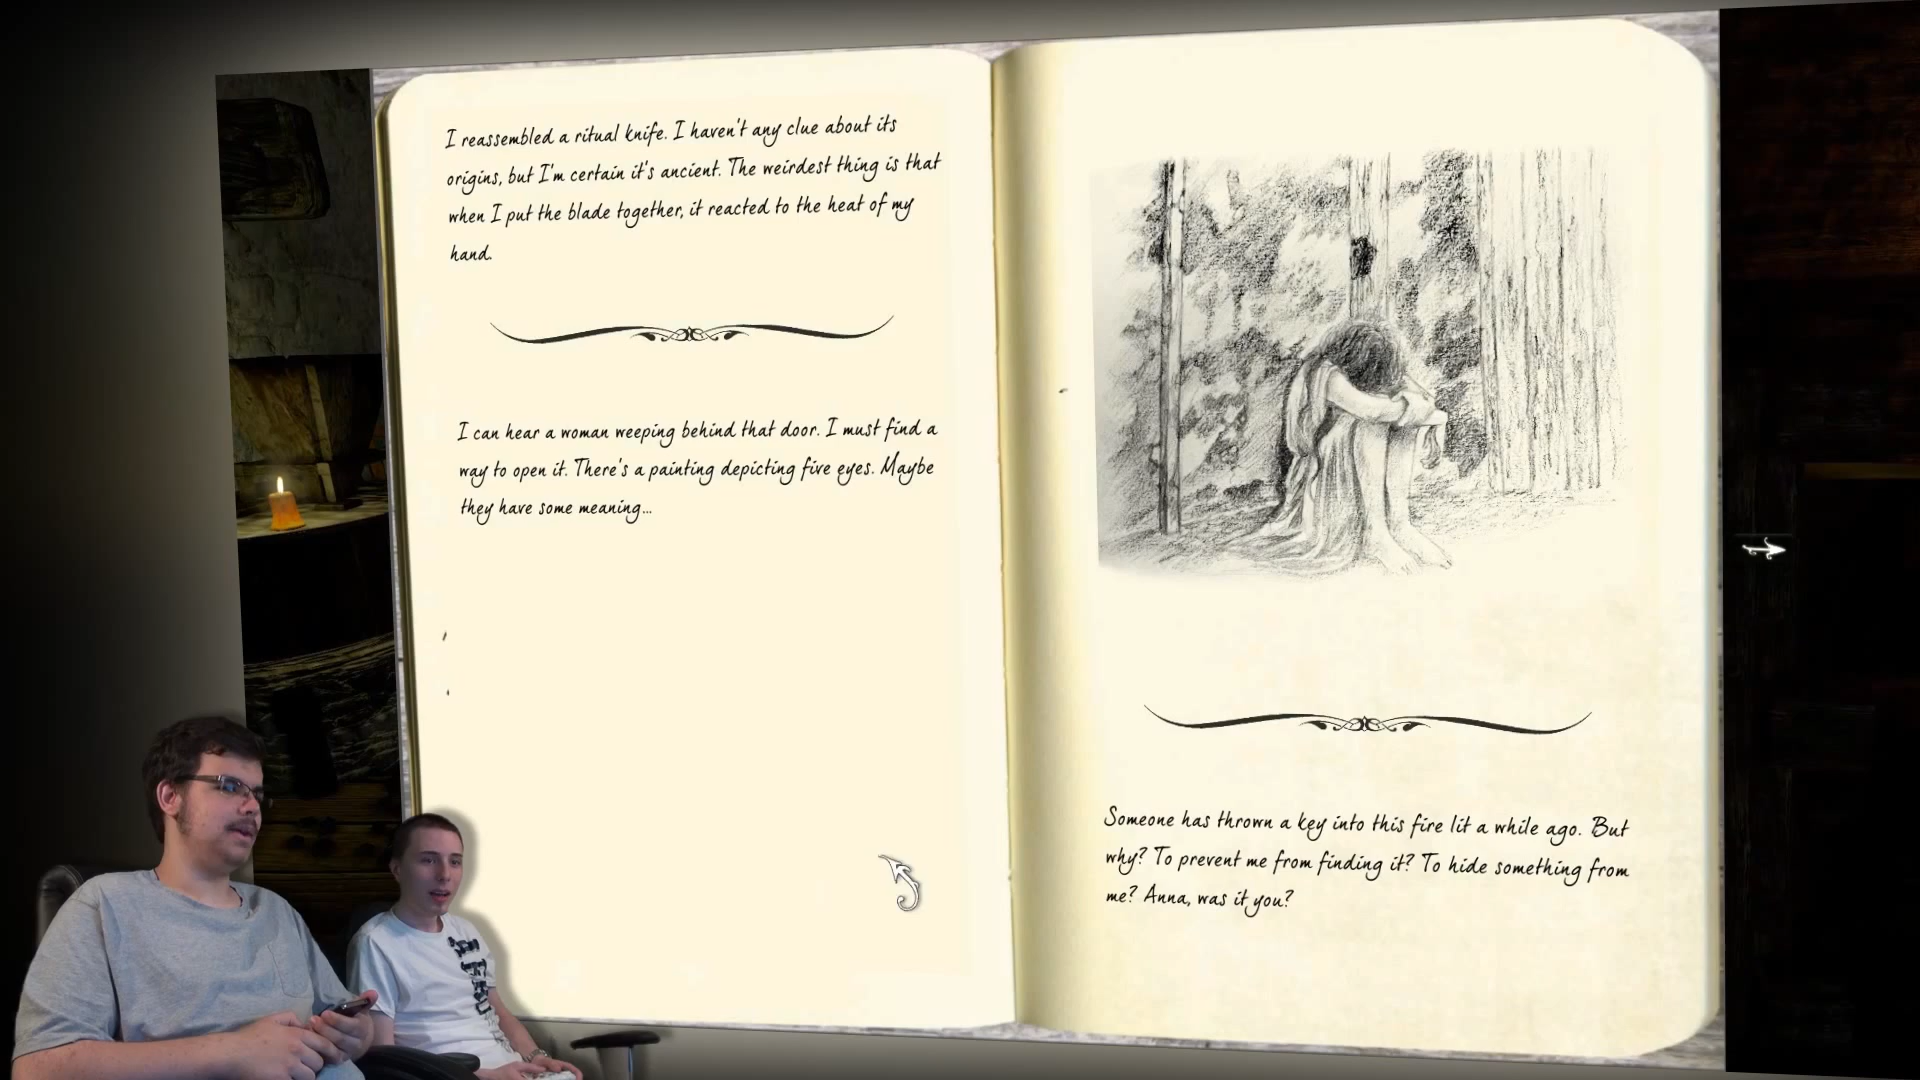 I reassembled a ritual knife. I haven't any clue about its
origins, but I'm certain it's ancient. The weirdest thing is that
when I put the blade together, it reacted to the heat of my
hand.
I can hear a woman weeping behind that door. I must find a
way to open it. There's a painting depicting five eyes. Maybe
they have some meaning...
Someone has thrown a key into this fire lit a while ago. But
why? To prevent me from finding it? To hide something from
me? Anna, was it you?